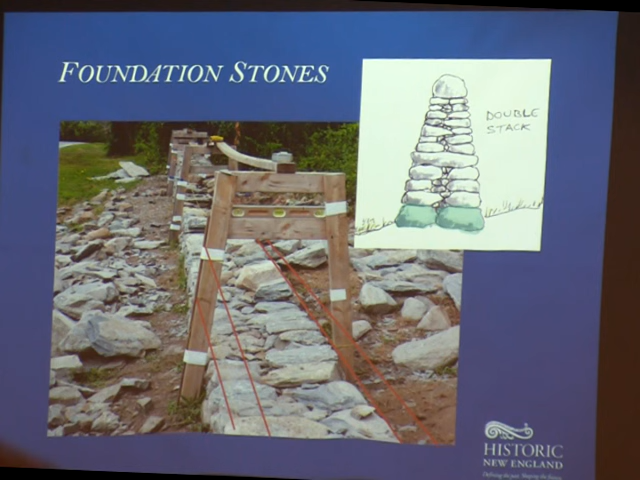 FOUNDATION STONES
DOUBLE
STACK
HISTORIC
NEW ENGLAND